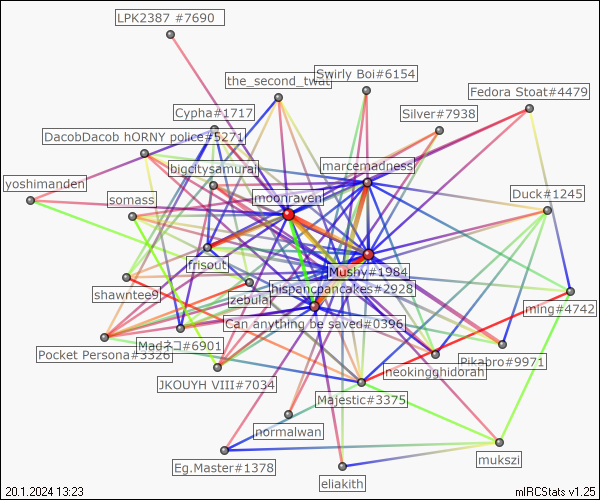 LPK2387 #7690
Swirly Boi#6154
the_second_twat
Fedora Stoat#4479
Cypha#1717
Silver#7938
DacobDacob hORNY police#5271
bigcitysamurai
marcemadness
yoshimanden
somass
moonraven
Duck#1245
frisout
Mushy#1984
shawntee9
zebula
hispanicpancakes#2928
ming#4742
Can anything be saved#0396
Pocket Persona#3326
Madネコ#6901
Pikabro#9971
neokingghidorah
JKOUYH VIII#7034
Majestic#3375
normalwan
mukszi
Eg.Master#1378
eliakith
20.1.2024 13:23
mIRCStats v1.25